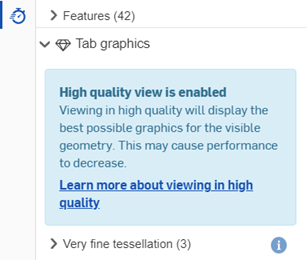 Features (42)
Tab graphics
High quality view is enabled
Viewing in high quality will display the
best possible graphics for the visible
geometry. This may cause performance
to decrease.
Learn more about viewing in high
quality
Very fine tessellation (3)